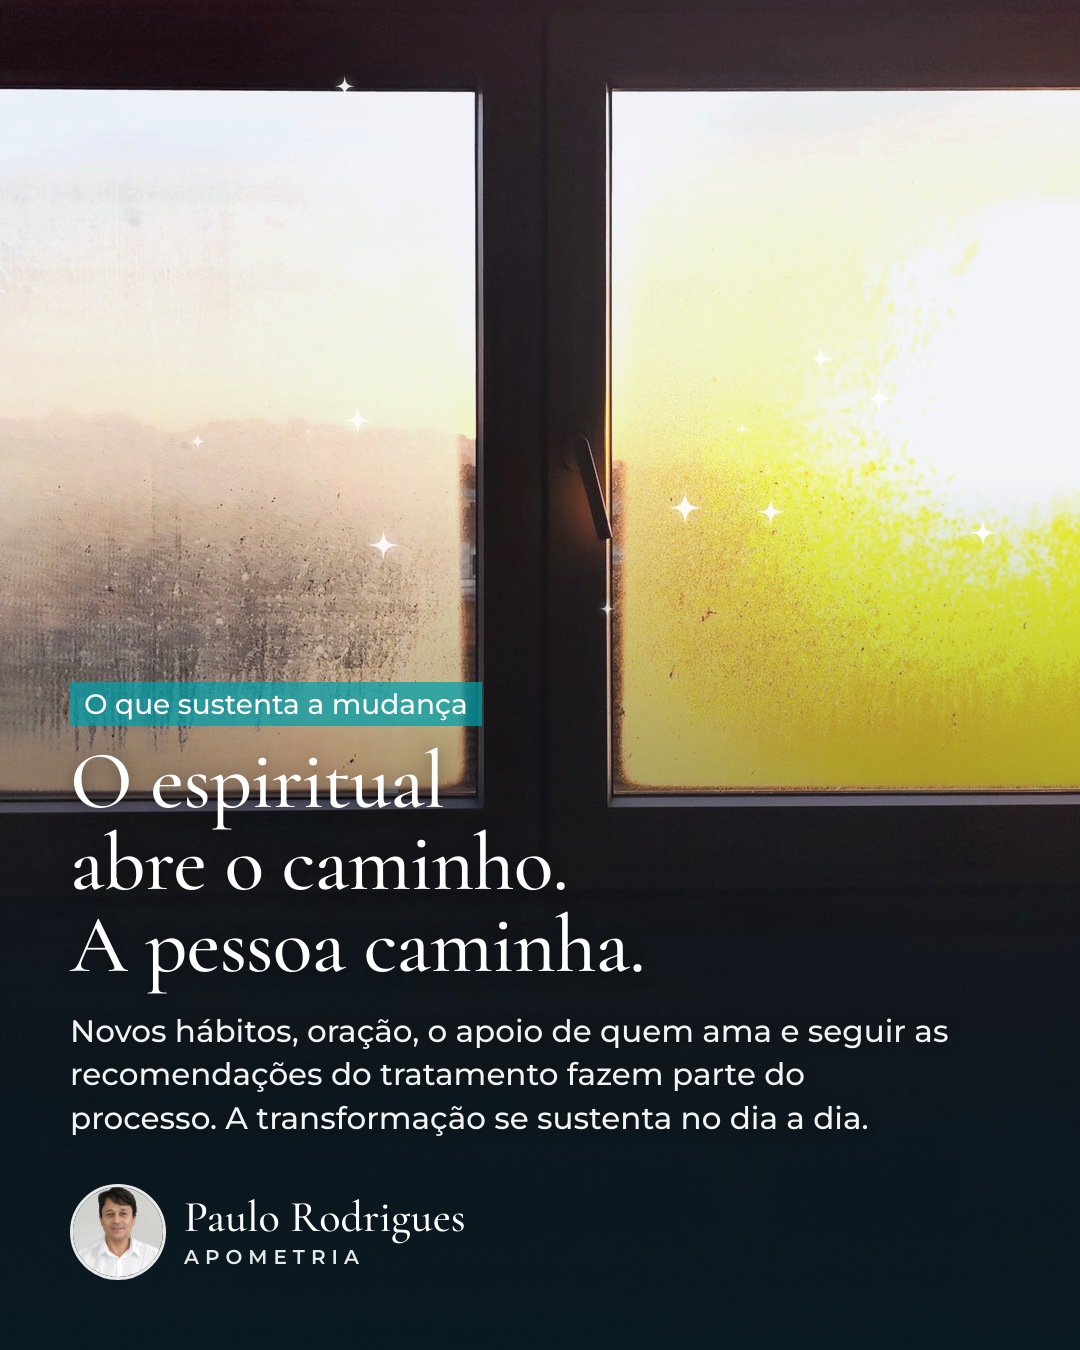 O que sustenta a mudança
O espiritual
abre o caminho.
A pessoa caminha.
Novos hábitos, oração, o apoio de quem ama e seguir as
recomendações do tratamento fazem parte do
processo. A transformação se sustenta no dia a dia.
Paulo Rodrigues
APOMETRIA